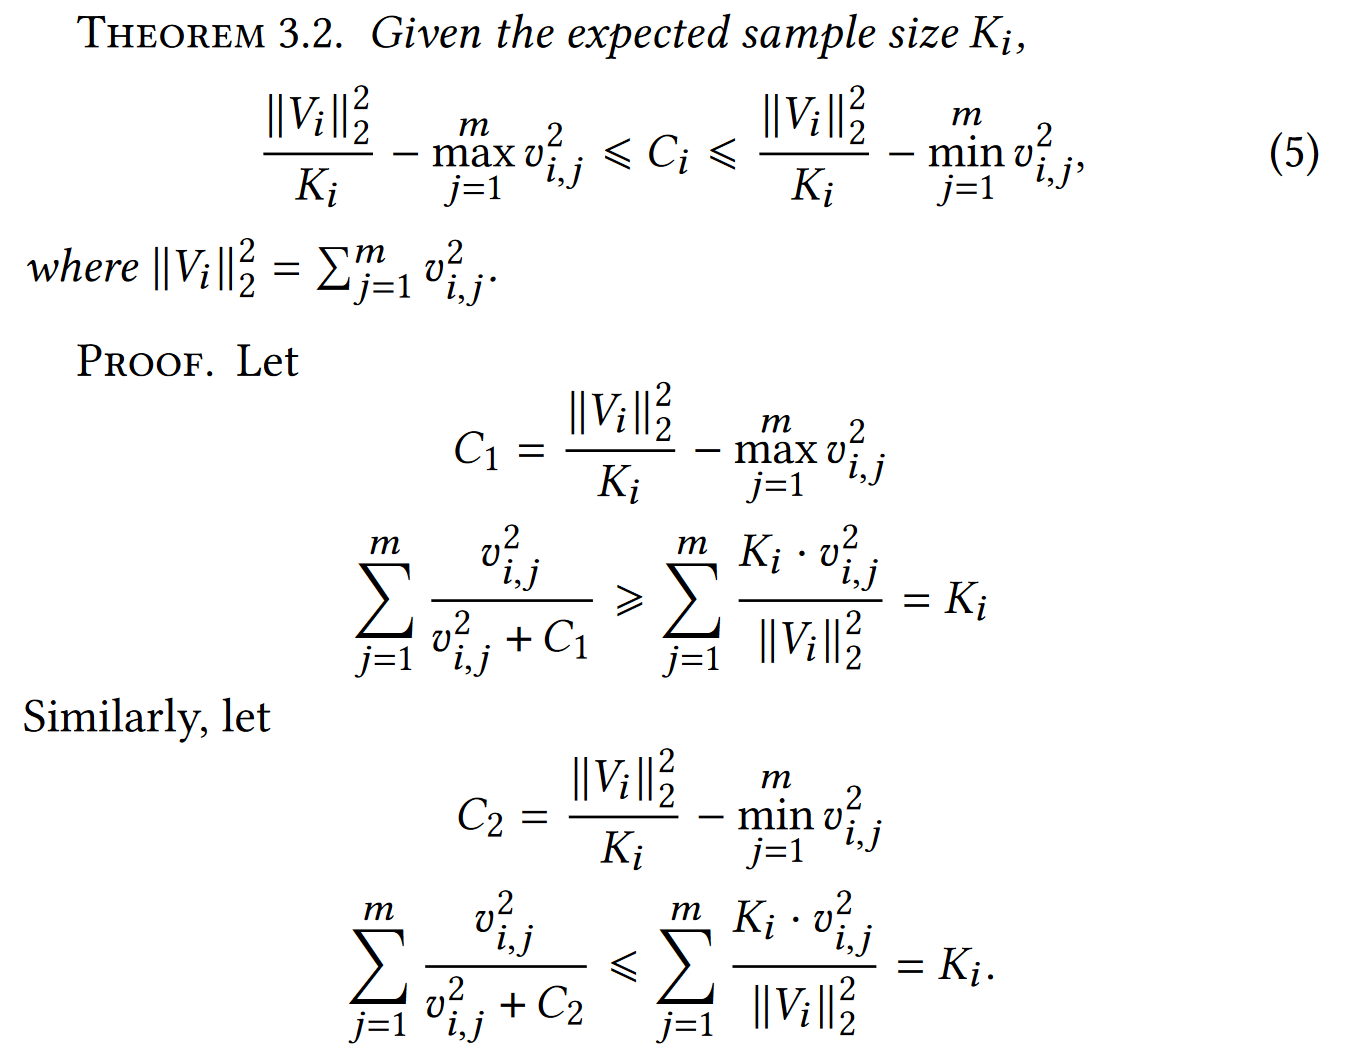 THEOREM 3.2. Given the expected sample size $K_i$,
$$\frac{\|V_i\|_2^2}{K_i} - \max_{j=1}^{m} v_{i,j}^2 \leqslant C_i \leqslant \frac{\|V_i\|_2^2}{K_i} - \min_{j=1}^{m} v_{i,j}^2, \quad (5)$$
where $\|V_i\|_2^2 = \sum_{j=1}^{m} v_{i,j}^2$.
PROOF. Let
$$C_1 = \frac{\|V_i\|_2^2}{K_i} - \max_{j=1}^{m} v_{i,j}^2$$
$$\sum_{j=1}^{m} \frac{v_{i,j}^2}{v_{i,j}^2 + C_1} \geqslant \sum_{j=1}^{m} \frac{K_i \cdot v_{i,j}^2}{\|V_i\|_2^2} = K_i$$
Similarly, let
$$C_2 = \frac{\|V_i\|_2^2}{K_i} - \min_{j=1}^{m} v_{i,j}^2$$
$$\sum_{j=1}^{m} \frac{v_{i,j}^2}{v_{i,j}^2 + C_2} \leqslant \sum_{j=1}^{m} \frac{K_i \cdot v_{i,j}^2}{\|V_i\|_2^2} = K_i.$$